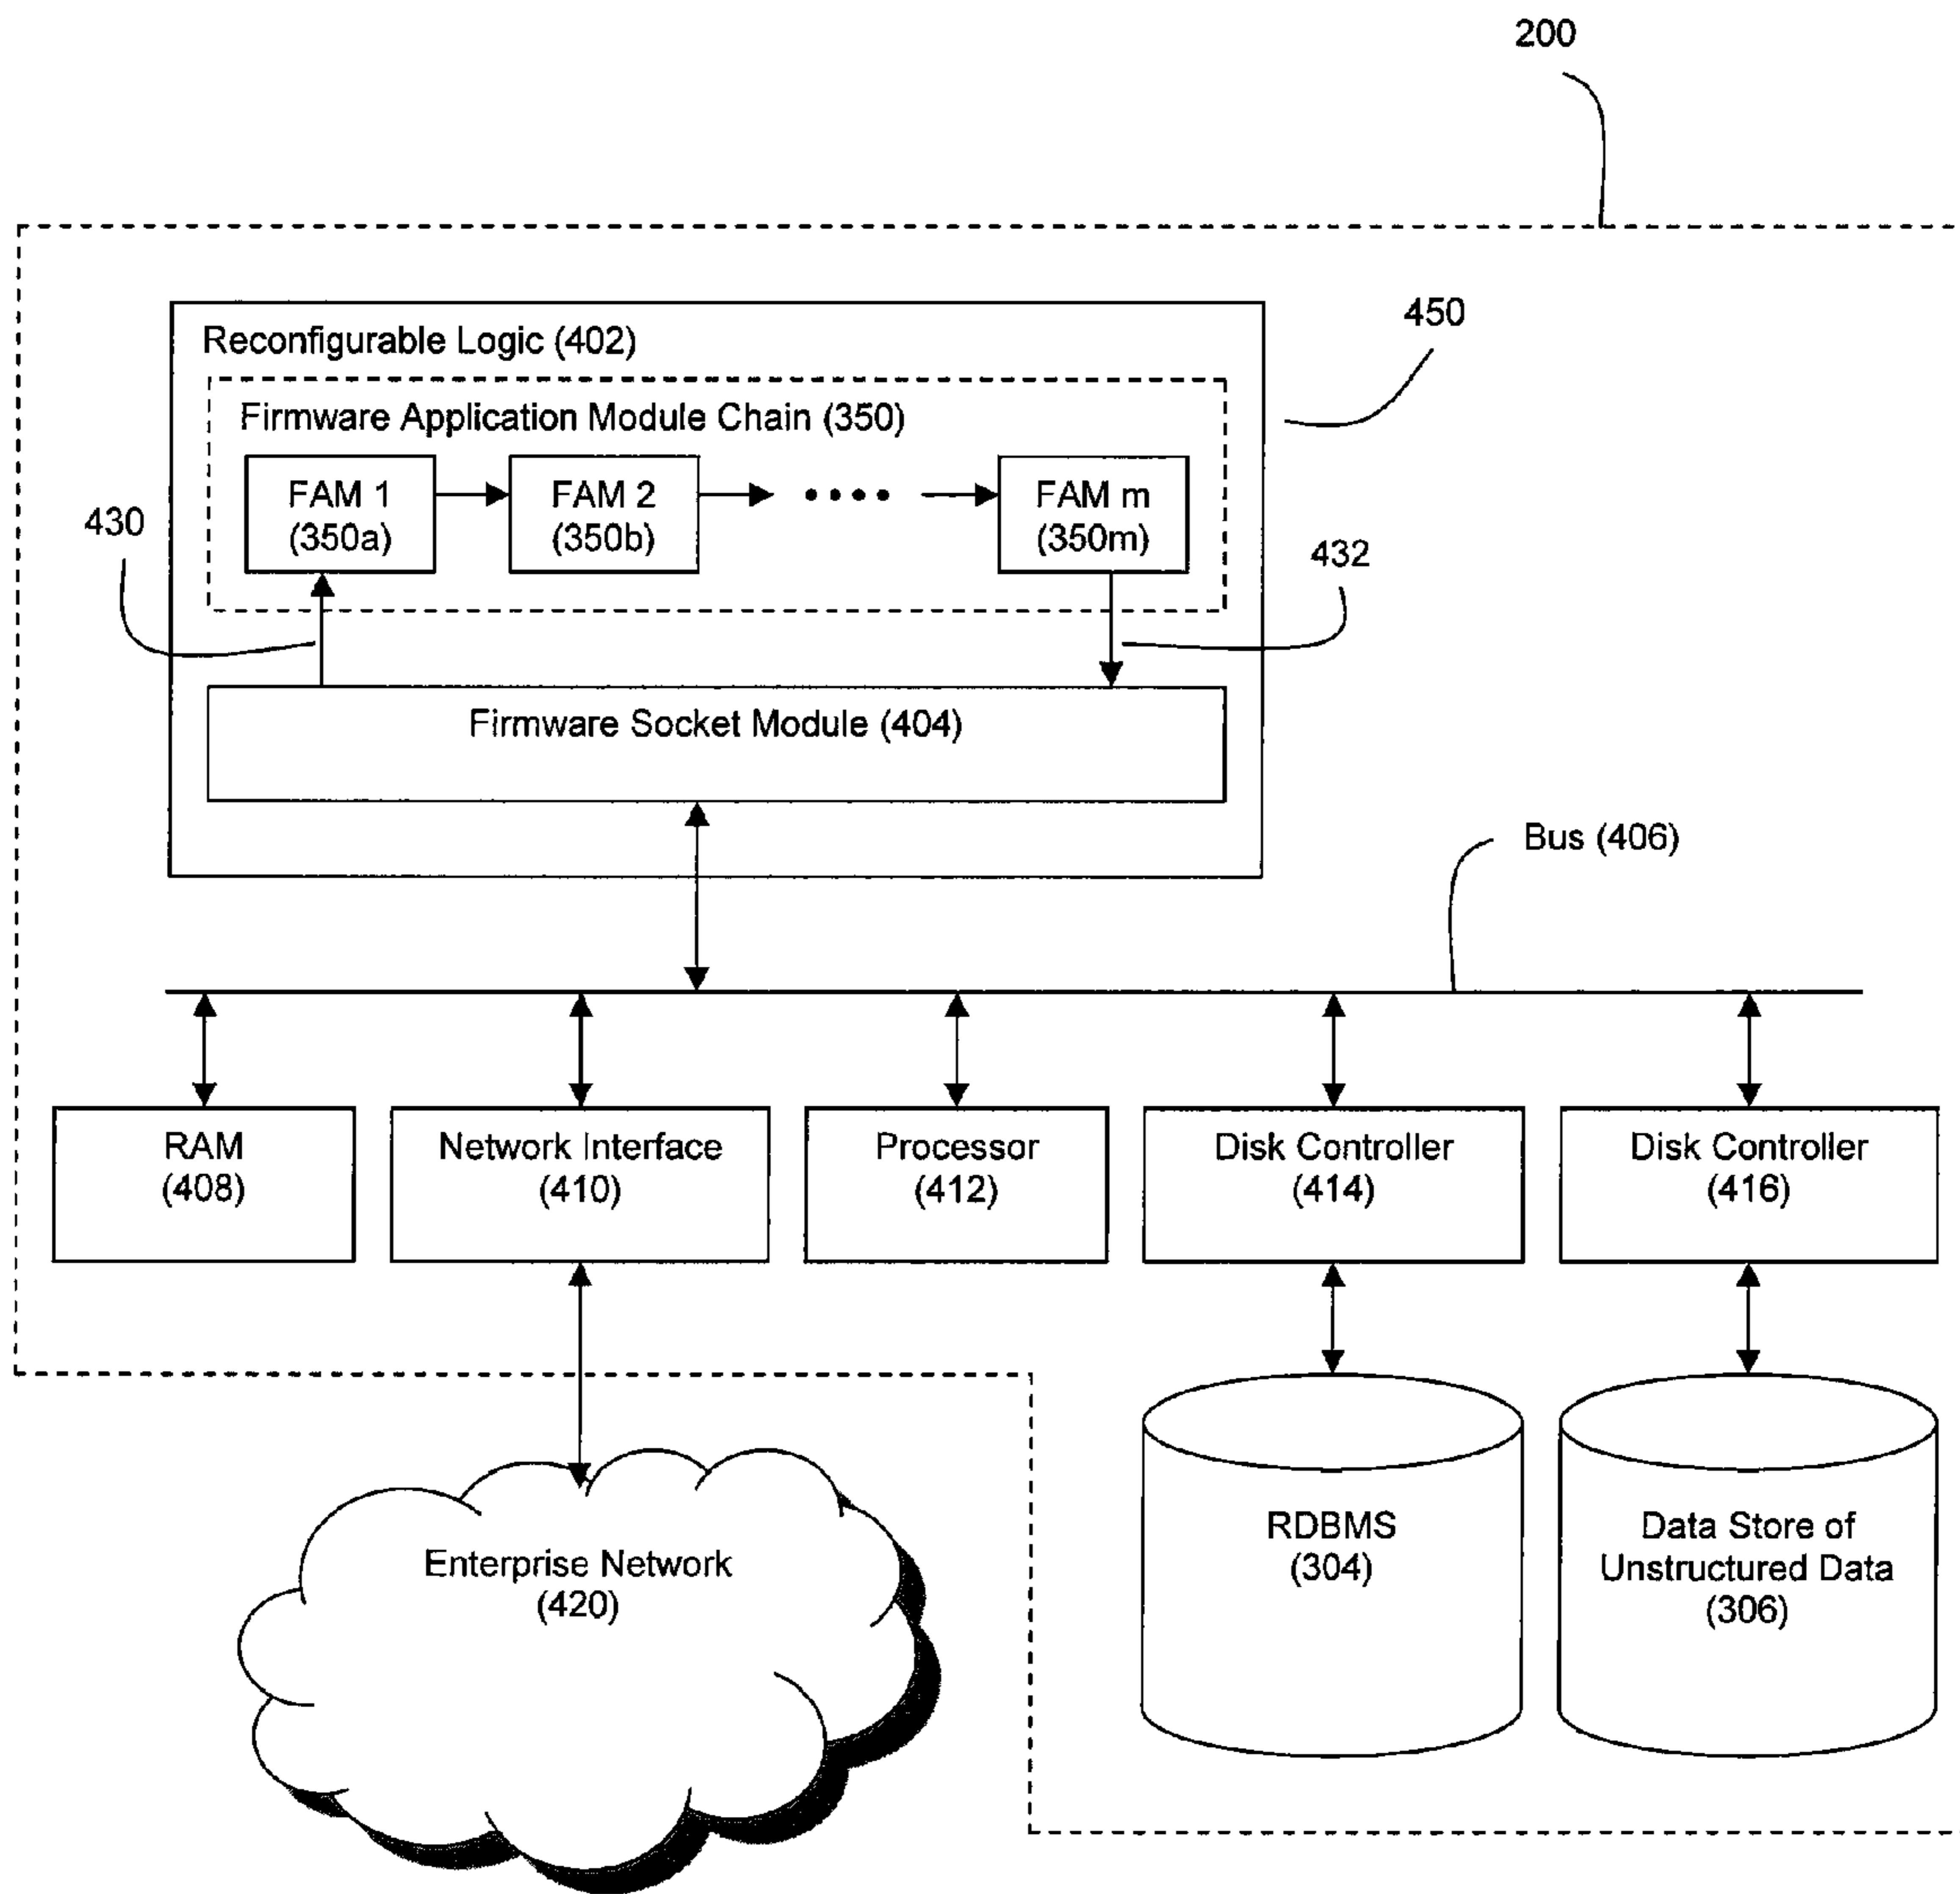 200
450
Reconfigurable Logic (402)
Firmware Application Module Chain (350)
FAM 1
(350a)
FAM 2
(350b)
FAM m
(350m)
430
432
Firmware Socket Module (404)
Bus (406)
RAM
(408)
Network Interface
(410)
Processor
(412)
Disk Controller
(414)
Disk Controller
(416)
Enterprise Network
(420)
RDBMS
(304)
Data Store of
Unstructured Data
(306)